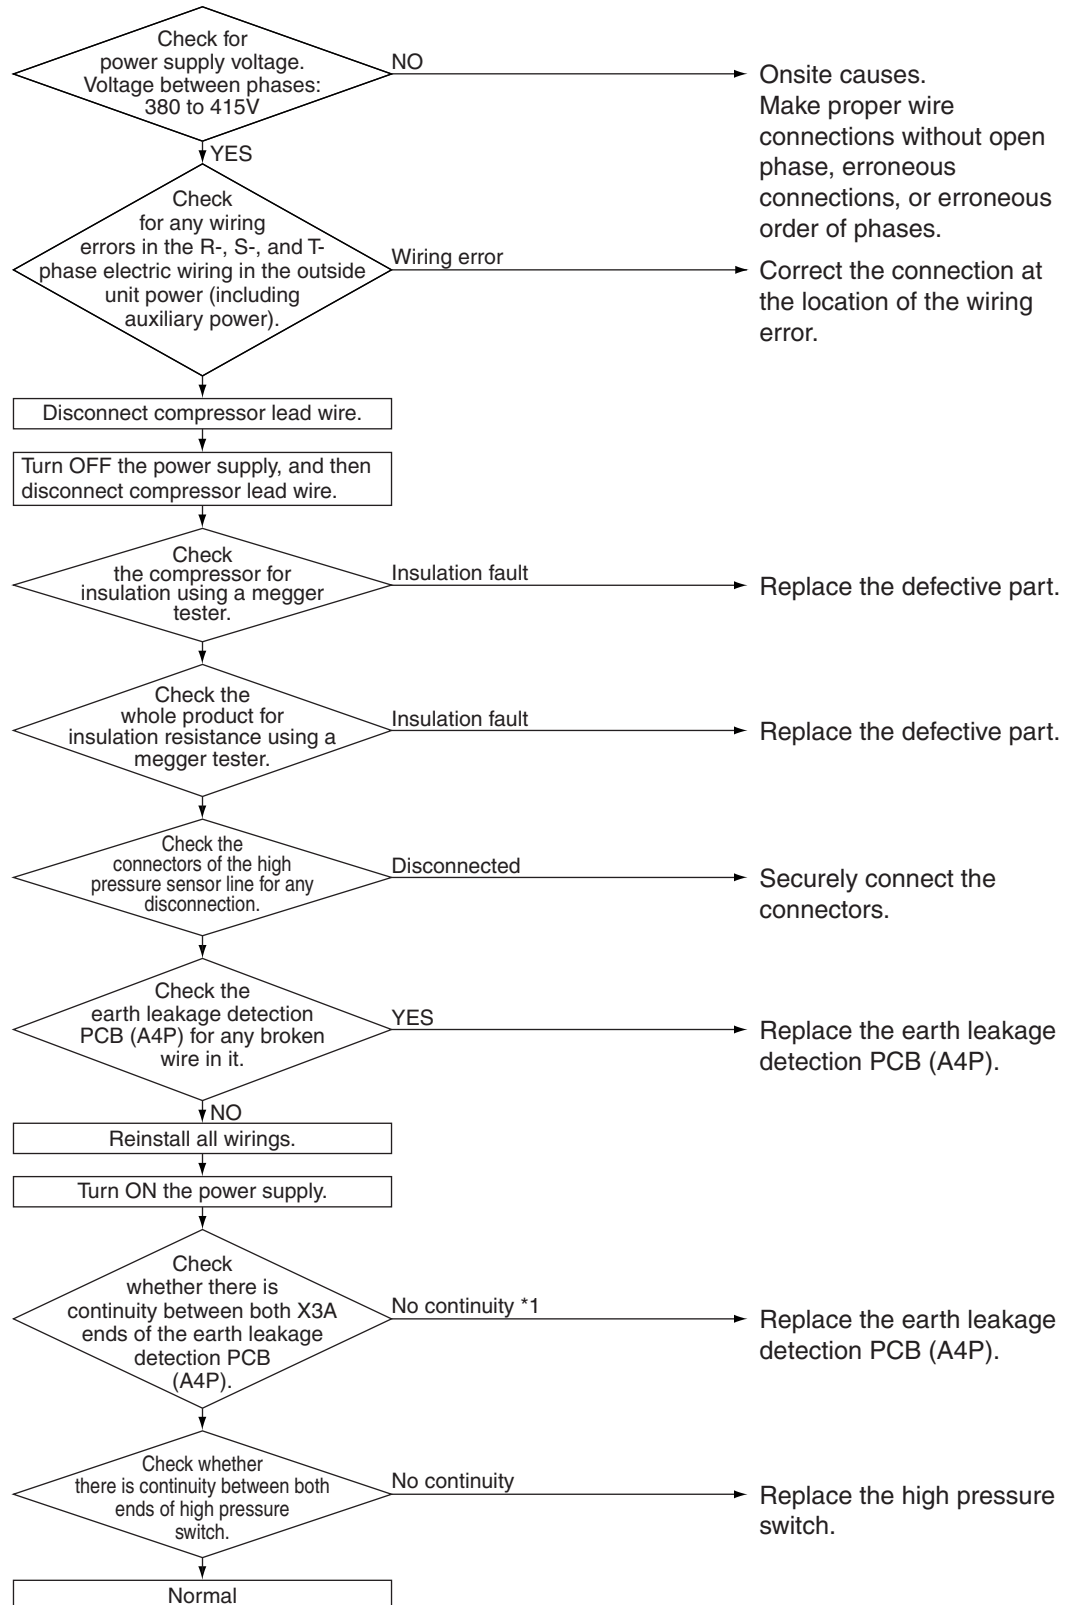 Check for
power supply voltage.
Voltage between phases:
380 to 415V
NO
Onsite causes.
Make proper wire
connections without open
phase, erroneous
connections, or erroneous
order of phases.
YES
Check
for any wiring
errors in the R-, S-, and T-
phase electric wiring in the outside
unit power (including
auxiliary power).
Wiring error
Correct the connection at
the location of the wiring
error.
Disconnect compressor lead wire.
Turn OFF the power supply, and then
disconnect compressor lead wire.
Check
the compressor for
insulation using a megger
tester.
Insulation fault
Replace the defective part.
Check the
whole product for
insulation resistance using a
megger tester.
Insulation fault
Replace the defective part.
Check the
connectors of the high
pressure sensor line for any
disconnection.
Disconnected
Securely connect the
connectors.
Check the
earth leakage detection
PCB (A4P) for any broken
wire in it.
YES
Replace the earth leakage
detection PCB (A4P).
NO
Reinstall all wirings.
Turn ON the power supply.
Check
whether there is
continuity between both X3A
ends of the earth leakage
detection PCB
(A4P).
No continuity *1
Replace the earth leakage
detection PCB (A4P).
Check whether
there is continuity between both
ends of high pressure
switch.
No continuity
Replace the high pressure
switch.
Normal